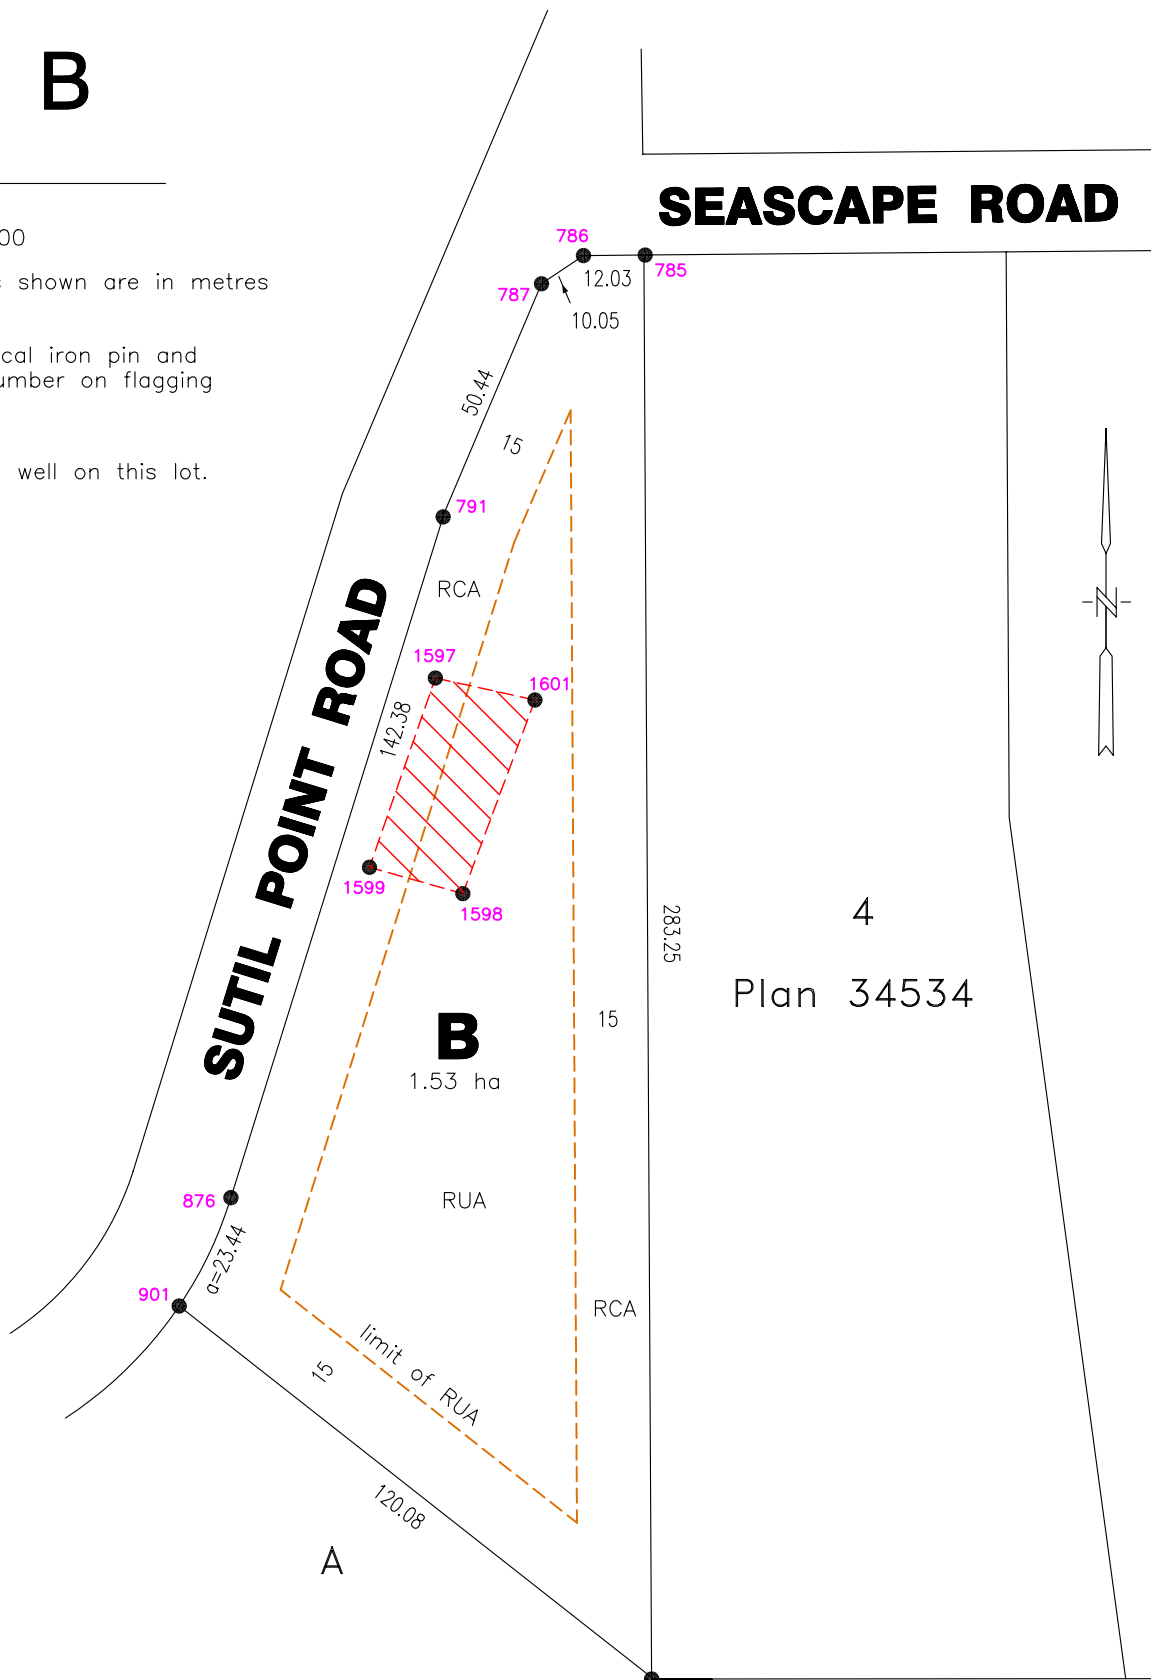 B
00
shown are in metres
cal iron pin and
umber on flagging
well on this lot.
SEASCAPE ROAD
786
785
787
12.03
10.05
50.44
15
791
RCA
1597
1601
142.38
SUTIL POINT ROAD
1599
1598
283.25
4
Plan 34534
15
B
1.53 ha
RUA
876
a=23.44
901
RCA
limit of RUA
15
120.08
A
N